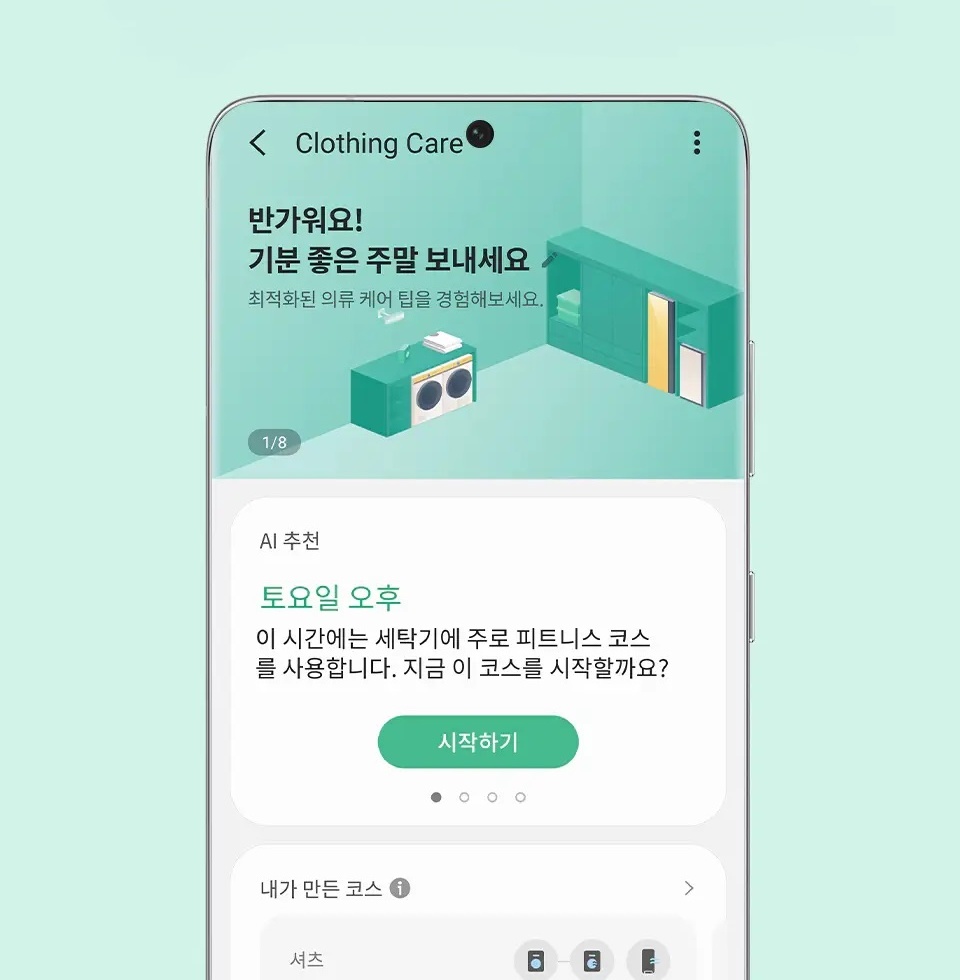 Clothing Care
반가워요!
기분 좋은 주말 보내세요
최적화된 의류 케어 팁을 경험해보세요.
1/8
AI 추천
토요일 오후
이 시간에는 세탁기에 주로 피트니스 코스
를 사용합니다. 지금 이 코스를 시작할까요?
시작하기
내가 만든 코스
셔츠